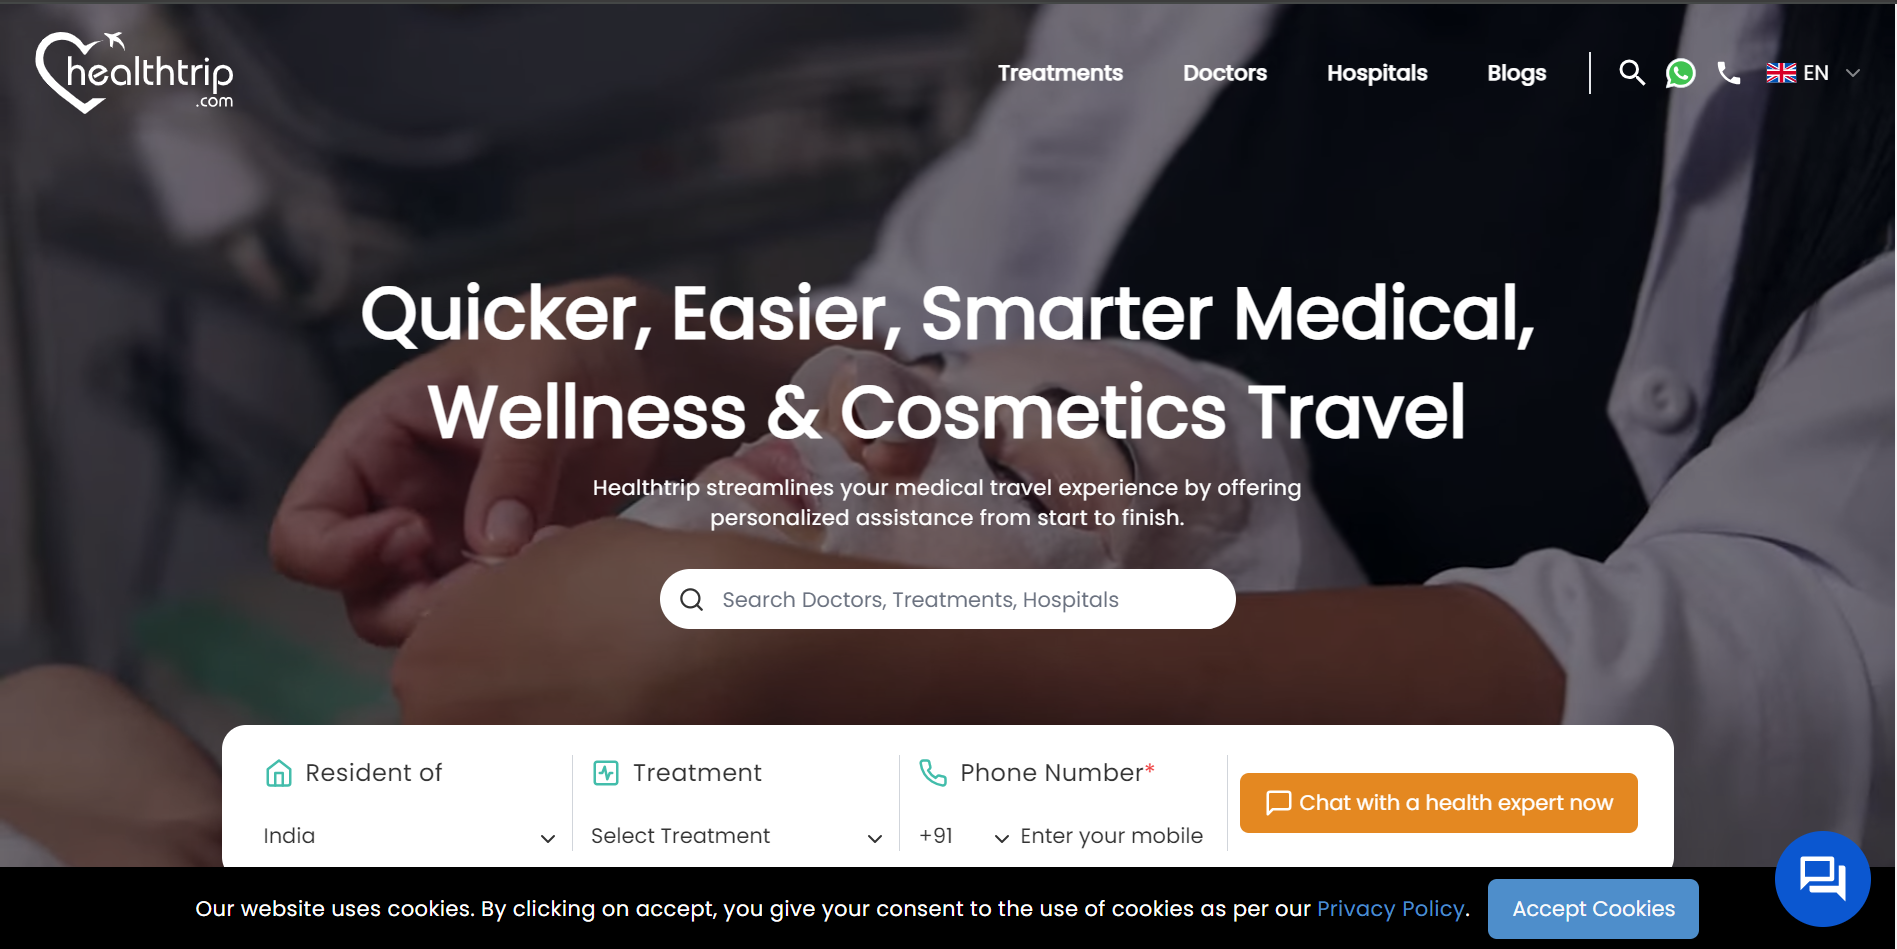 healthtrip
.com
Treatments
Doctors
Hospitals
Blogs
EN
Quicker, Easier, Smarter Medical,
Wellness & Cosmetics Travel
Healthtrip streamlines your medical travel experience by offering
personalized assistance from start to finish.
Search Doctors, Treatments, Hospitals
Resident of
India
Treatment
Select Treatment
Phone Number*
+91
Enter your mobile
Chat with a health expert now
Our website uses cookies. By clicking on accept, you give your consent to the use of cookies as per our Privacy Policy.
Accept Cookies